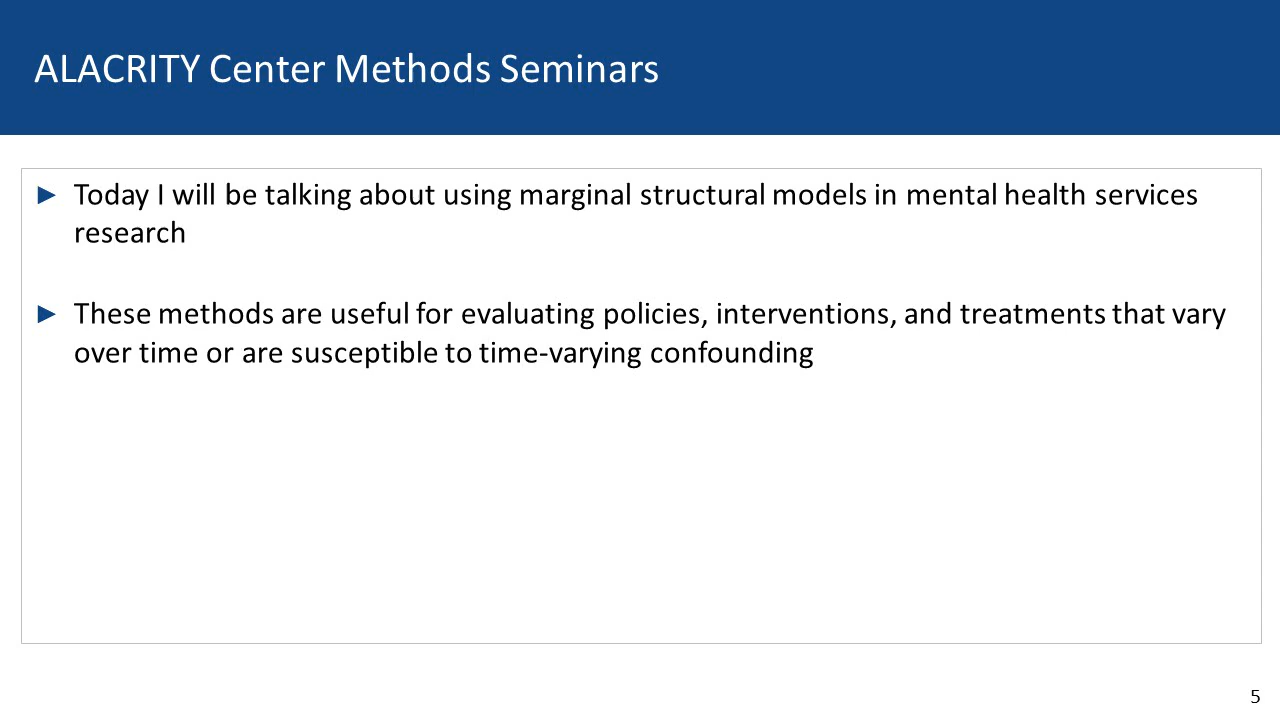 ALACRITY Center Methods Seminars
► Today I will be talking about using marginal structural models in mental health services
research
► These methods are useful for evaluating policies, interventions, and treatments that vary
over time or are susceptible to time-varying confounding
5